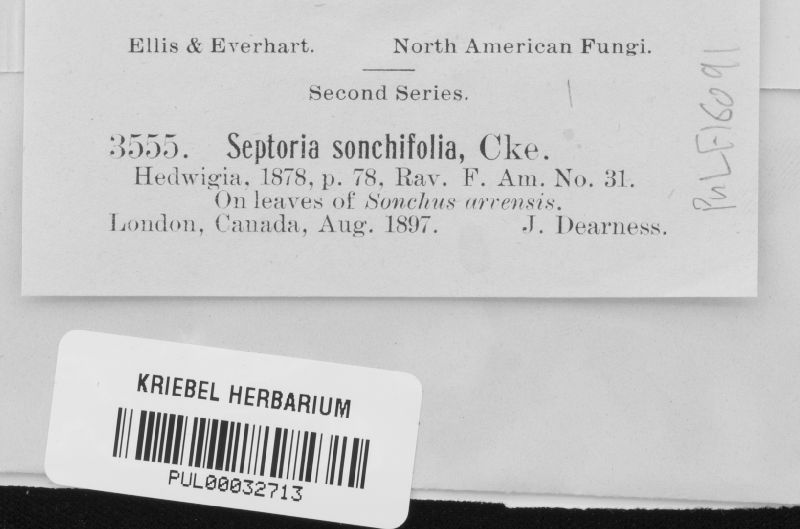 Ellis & Everhart. North American Fungi.
Second Series.
3555. Septoria sonchifolia, Cke.
Hedwigia, 1878, p. 78, Rav. F. Am. No. 31.
On leaves of Sonchus arvensis.
London, Canada, Aug. 1897. J. Dearness.
PuLF16091
KRIEBEL HERBARIUM
PUL00032713